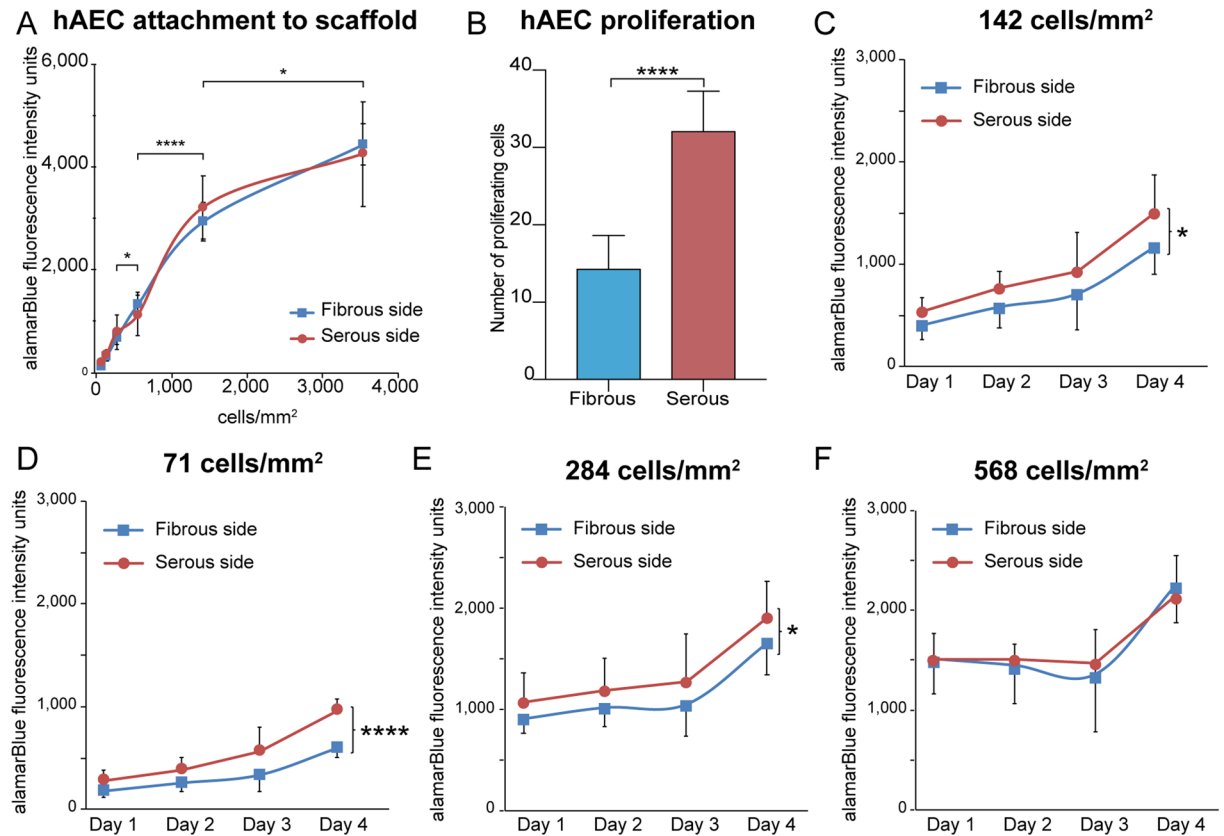 A hAEC attachment to scaffold
alamarBlue fluorescence intensity units
6,000
4,000
2,000
0
*
****
*
Fibrous side
Serous side
0 1,000 2,000 3,000 4,000
cells/mm²
B hAEC proliferation
Number of proliferating cells
40
30
20
10
0
****
Fibrous Serous
C 142 cells/mm²
alamarBlue fluorescence intensity units
3,000
2,000
1,000
0
Fibrous side
Serous side
*
Day 1 Day 2 Day 3 Day 4
D 71 cells/mm²
alamarBlue fluorescence intensity units
3,000
2,000
1,000
0
Fibrous side
Serous side
****
Day 1 Day 2 Day 3 Day 4
E 284 cells/mm²
alamarBlue fluorescence intensity units
3,000
2,000
1,000
0
Fibrous side
Serous side
*
Day 1 Day 2 Day 3 Day 4
F 568 cells/mm²
alamarBlue fluorescence intensity units
3,000
2,000
1,000
0
Fibrous side
Serous side
Day 1 Day 2 Day 3 Day 4